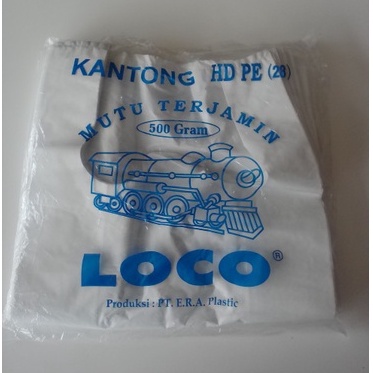 KANTONG HD PE (28)
MUTU TERJAMIN
500 Gram
LOCO ®
Produksi : PT. E.R.A. Plastic